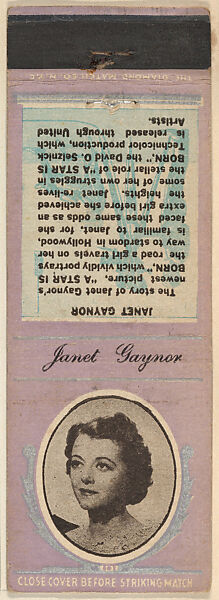 THE DIAMOND MATCH CO. N.Y.C.
JANET GAYNOR
The story of Janet Gaynor's
newest picture, "A STAR IS
BORN," which vividly portrays
the road a girl travels on her
way to stardom in Hollywood,
is familiar to Janet, for she
faced these same odds as an
extra girl before she achieved
the heights. Janet re-lives
some of her own struggles in
the stellar role of "A STAR IS
BORN." the David O. Selznick
Technicolor production, which
is released through United
Artists.
Janet Gaynor
CLOSE COVER BEFORE STRIKING MATCH